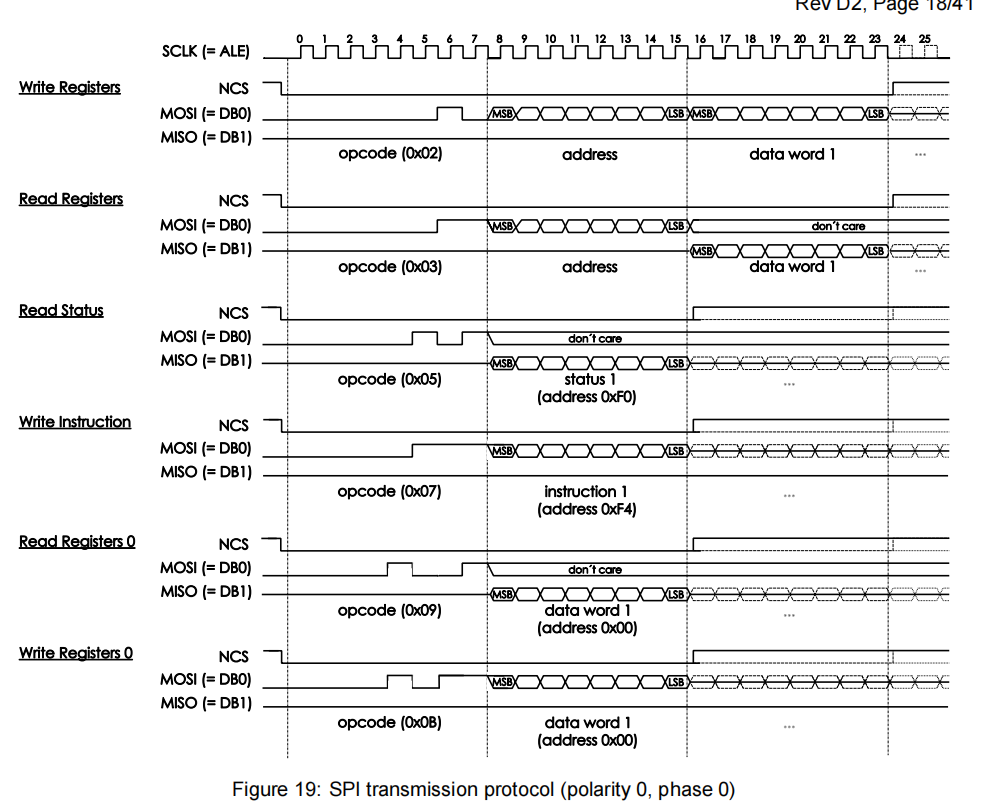 Rev D2, Page 18/41
0 1 2 3 4 5 6 7 8 9 10 11 12 13 14 15 16 17 18 19 20 21 22 23 24 25
SCLK (= ALE)
Write Registers
NCS
MOSI (= DB0) MSB LSB MSB LSB
MISO (= DB1)
opcode (0x02) address data word 1 ...
Read Registers
NCS
MOSI (= DB0) MSB LSB don´t care
MISO (= DB1) MSB LSB
opcode (0x03) address data word 1 ...
Read Status
NCS
MOSI (= DB0) don´t care
MISO (= DB1) MSB LSB
opcode (0x05) status 1 ...
(address 0xF0)
Write Instruction
NCS
MOSI (= DB0) MSB LSB
MISO (= DB1)
opcode (0x07) instruction 1 ...
(address 0xF4)
Read Registers 0
NCS
MOSI (= DB0) don´t care
MISO (= DB1) MSB LSB
opcode (0x09) data word 1 ...
(address 0x00)
Write Registers 0
NCS
MOSI (= DB0) MSB LSB
MISO (= DB1)
opcode (0x0B) data word 1 ...
(address 0x00)
Figure 19: SPI transmission protocol (polarity 0, phase 0)